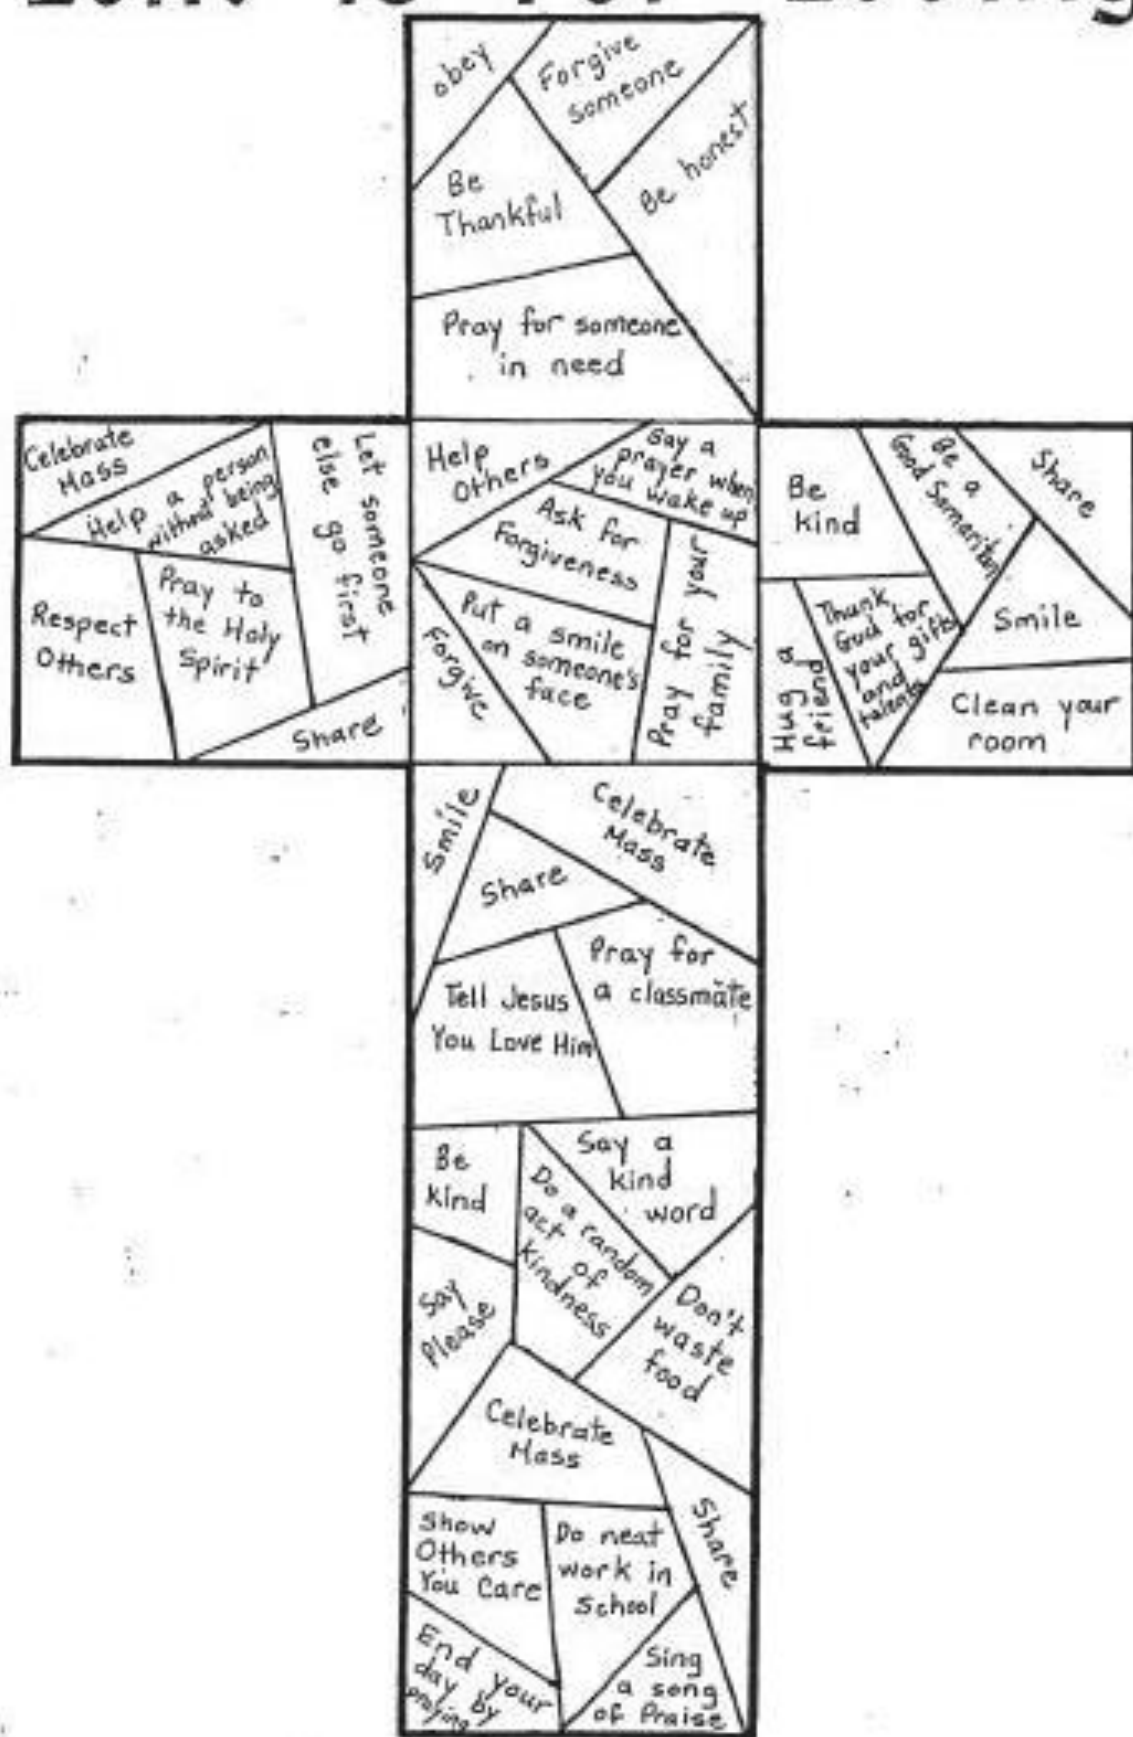 Lent is for Loving
obey
Forgive
someone
Be
Thankful
Be honest
Pray for someone
in need
Celebrate
Mass
Help a person
without being
asked
Let someone
else go first
Respect
Others
Pray to
the Holy
Spirit
Share
Help
Others
Say a
prayer when
you wake up
Ask for
Forgiveness
Put a smile
on someone's
face
Forgive
Pray for your
family
Be
kind
Be a
Good Samaritan
Share
Smile
Thank
God for
your gifts
and
talents
Hug a
friend
Clean your
room
Smile
Celebrate
Mass
Share
Pray for
a classmate
Tell Jesus
You Love Him
Be
kind
Say a
kind
word
Do a random
act of
kindness
Say
Please
Don't
waste
food
Celebrate
Mass
Share
Show
Others
You Care
Do neat
work in
School
End your
day by
praying
Sing
a song
of Praise